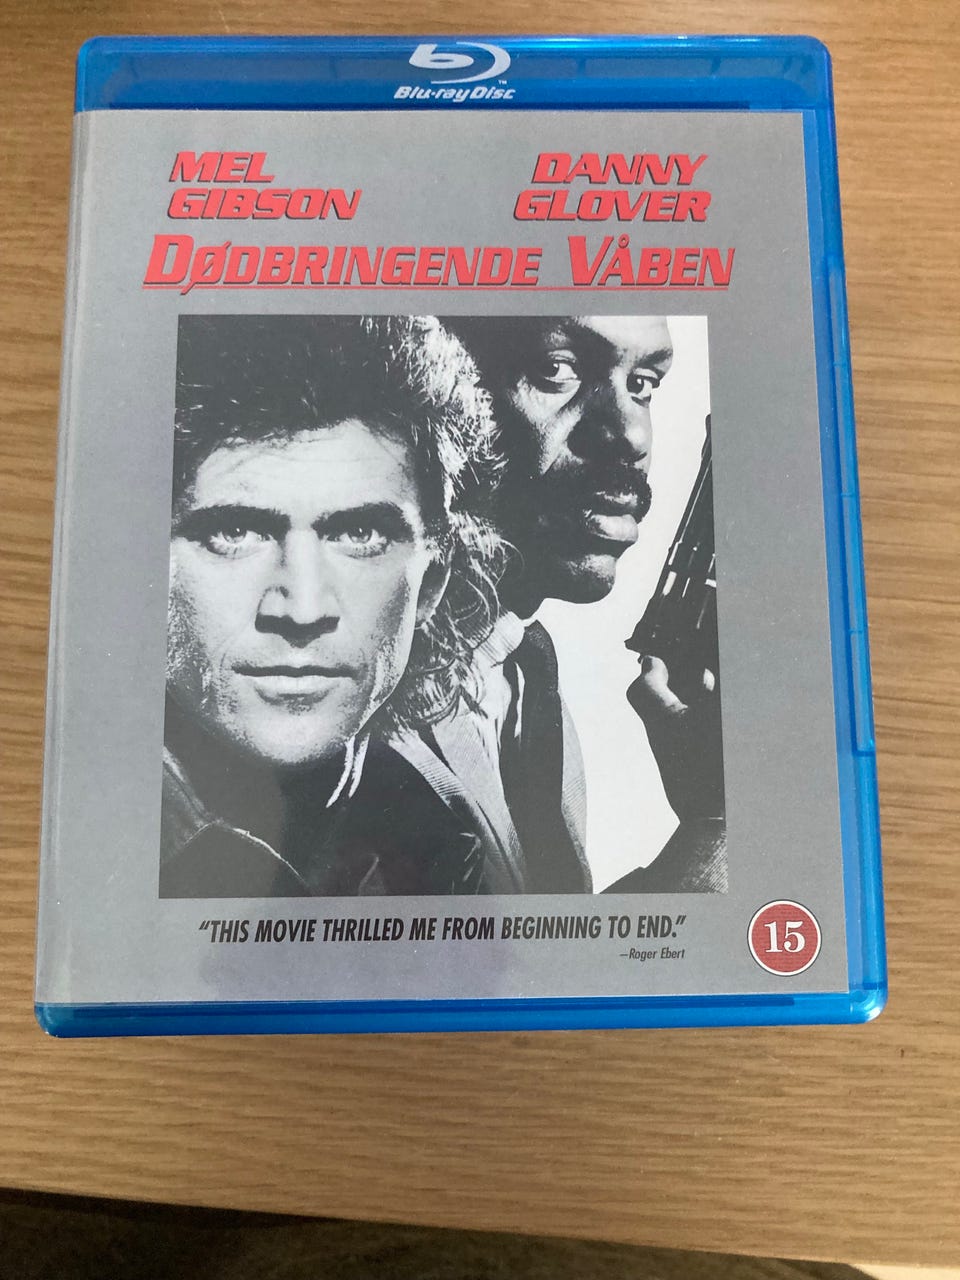 Blu-ray Disc™
MEL GIBSON
DANNY GLOVER
DØDBRINGENDE VÅBEN
"THIS MOVIE THRILLED ME FROM BEGINNING TO END."
—Roger Ebert
15